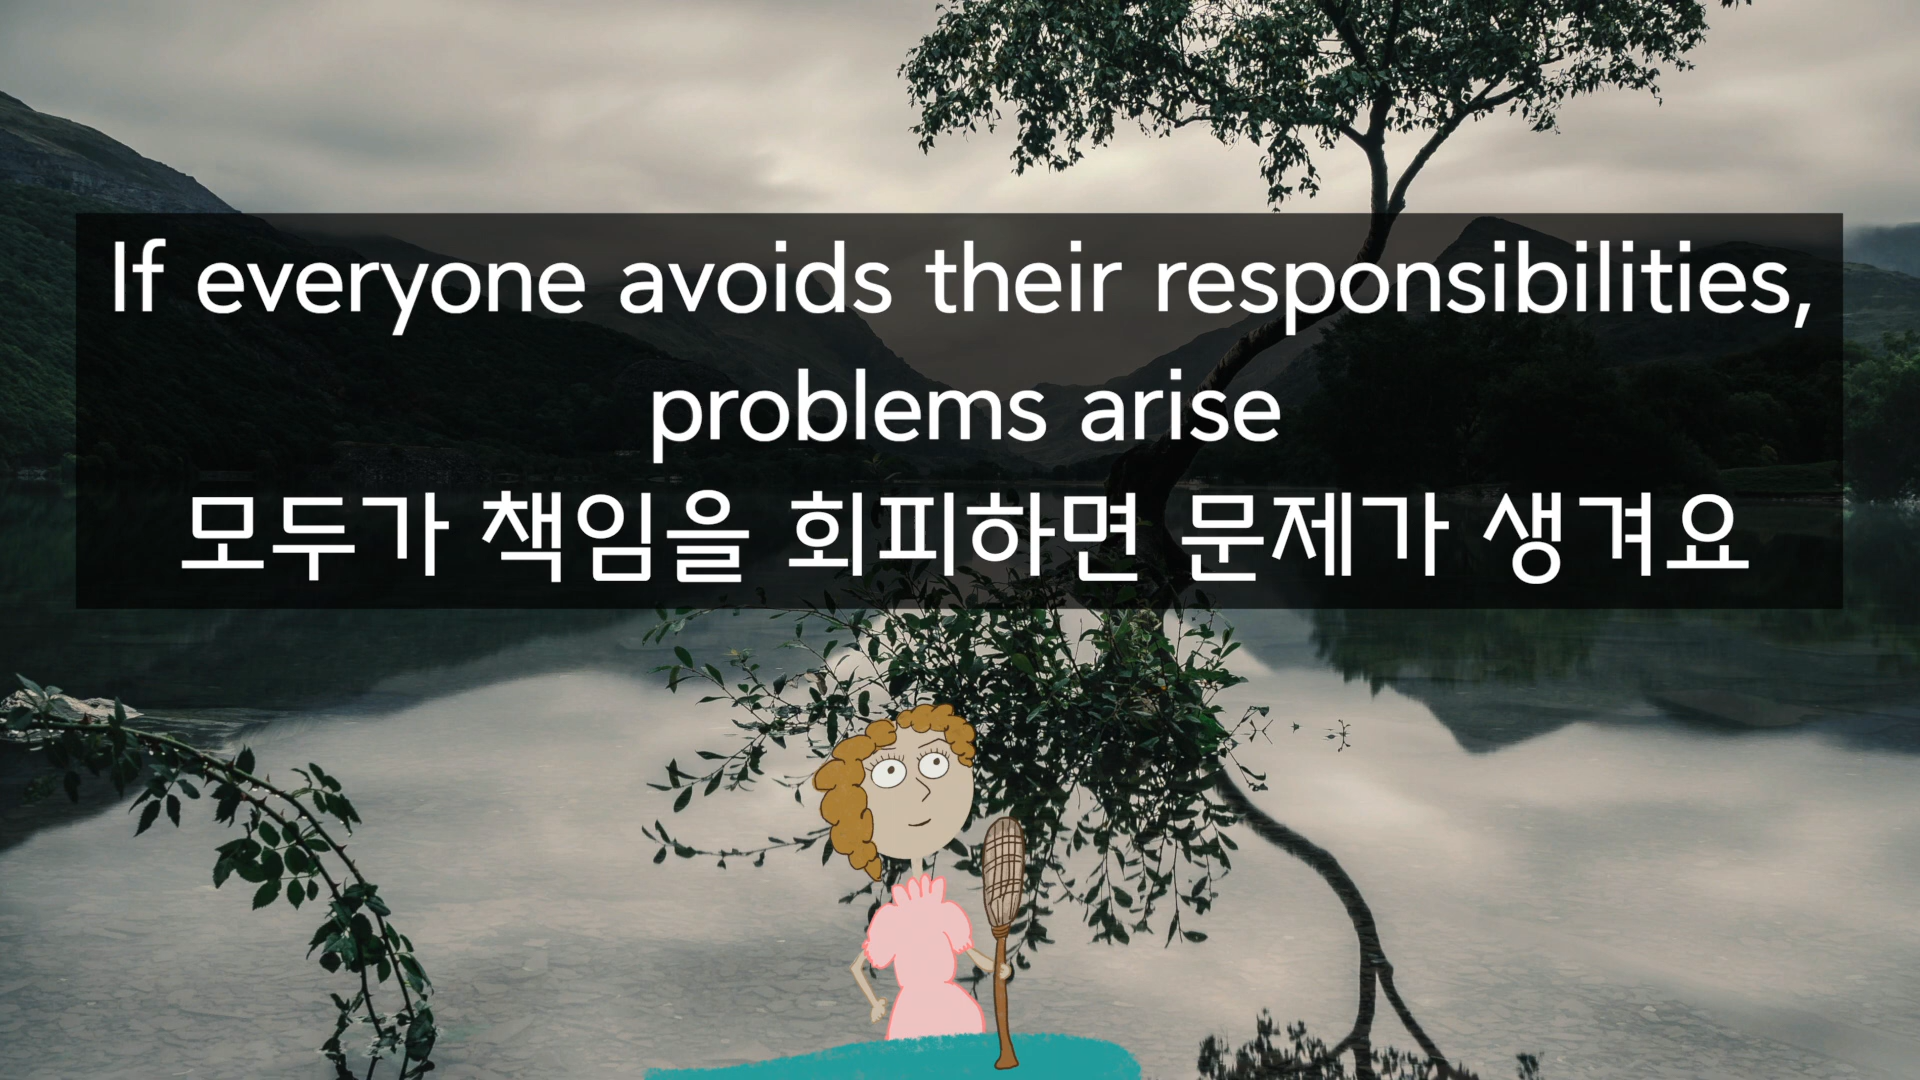 If everyone avoids their responsibilities,
problems arise
모두가 책임을 회피하면 문제가 생겨요